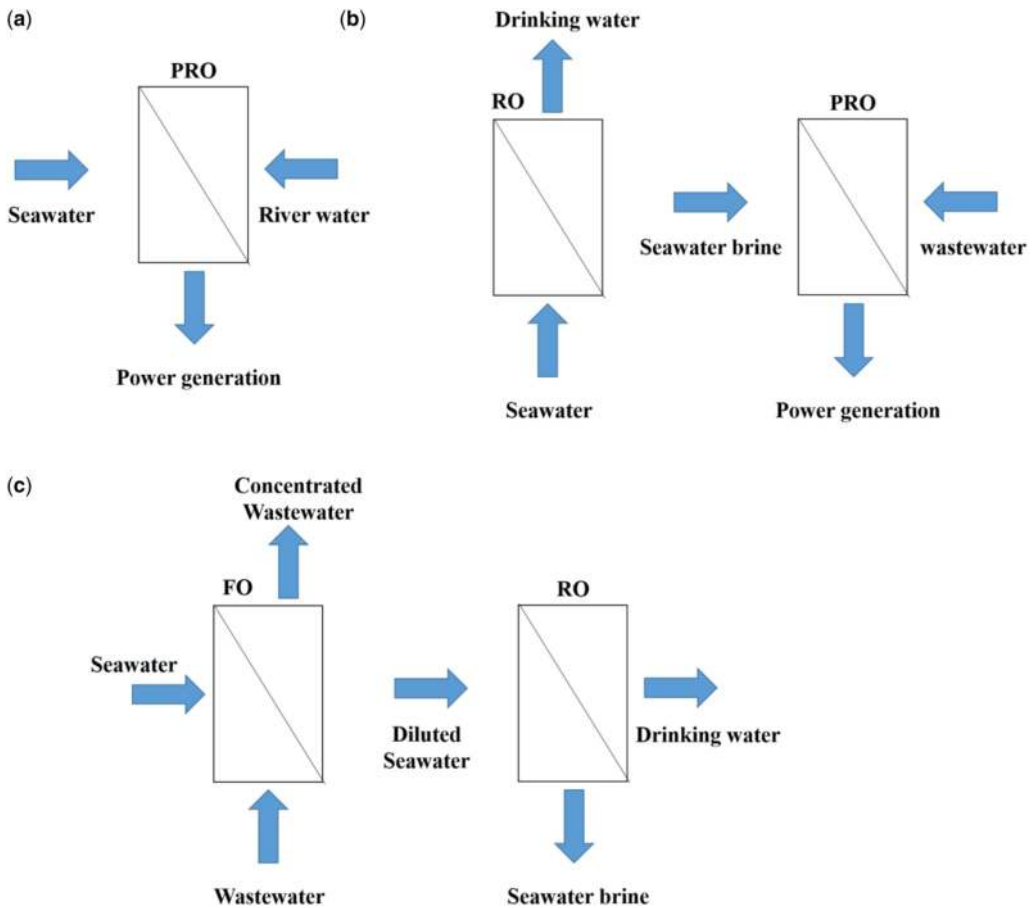 (a)
PRO
Seawater
River water
Power generation
(b)
Drinking water
RO
PRO
Seawater brine
wastewater
Seawater
Power generation
(c)
Concentrated
Wastewater
FO
RO
Seawater
Diluted
Seawater
Drinking water
Wastewater
Seawater brine